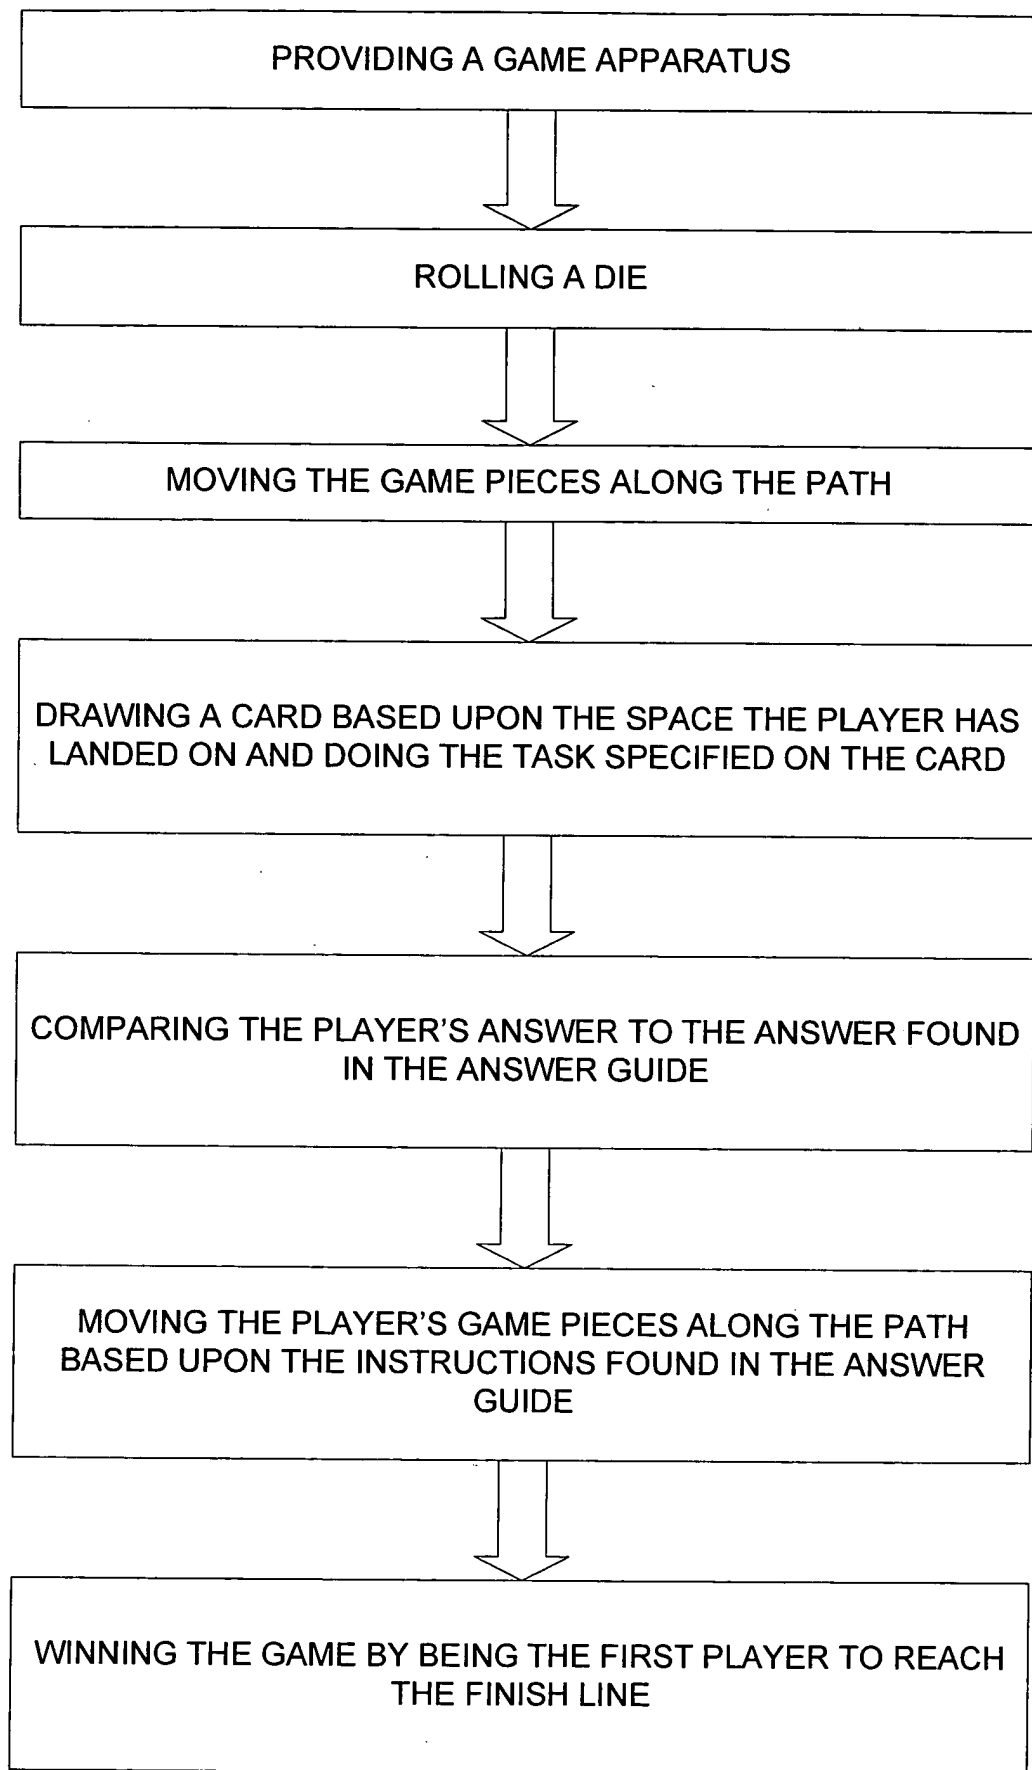 PROVIDING A GAME APPARATUS
ROLLING A DIE
MOVING THE GAME PIECES ALONG THE PATH
DRAWING A CARD BASED UPON THE SPACE THE PLAYER HAS
LANDED ON AND DOING THE TASK SPECIFIED ON THE CARD
COMPARING THE PLAYER'S ANSWER TO THE ANSWER FOUND
IN THE ANSWER GUIDE
MOVING THE PLAYER'S GAME PIECES ALONG THE PATH
BASED UPON THE INSTRUCTIONS FOUND IN THE ANSWER
GUIDE
WINNING THE GAME BY BEING THE FIRST PLAYER TO REACH
THE FINISH LINE